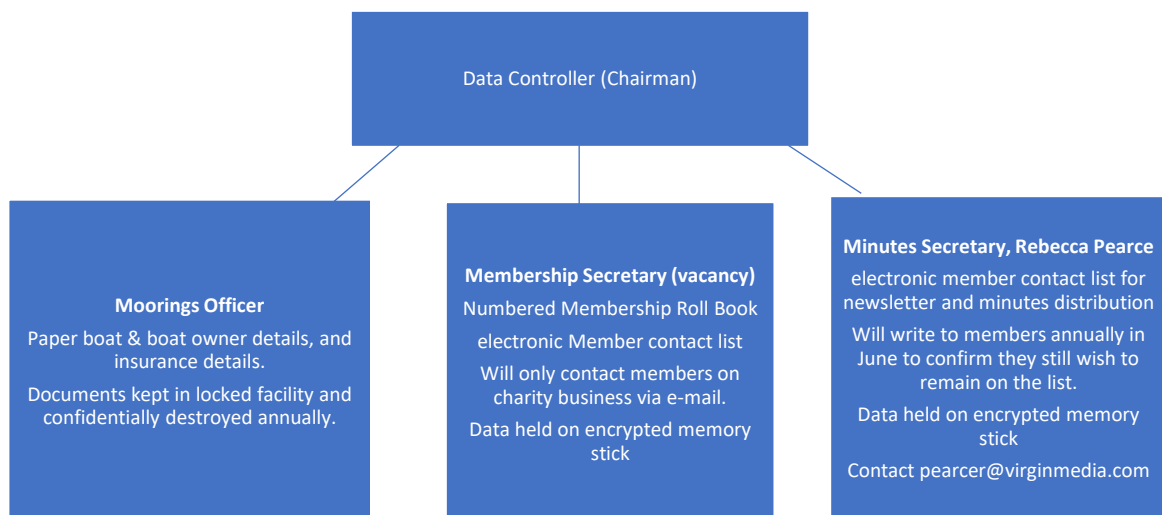 Data Controller (Chairman)
Moorings Officer
Paper boat & boat owner details, and
insurance details.
Documents kept in locked facility and
confidentially destroyed annually.
Membership Secretary (vacancy)
Numbered Membership Roll Book
electronic Member contact list
Will only contact members on
charity business via e-mail.
Data held on encrypted memory
stick
Minutes Secretary, Rebecca Pearce
electronic member contact list for
newsletter and minutes distribution
Will write to members annually in
June to confirm they still wish to
remain on the list.
Data held on encrypted memory
stick
Contact pearcer@virginmedia.com